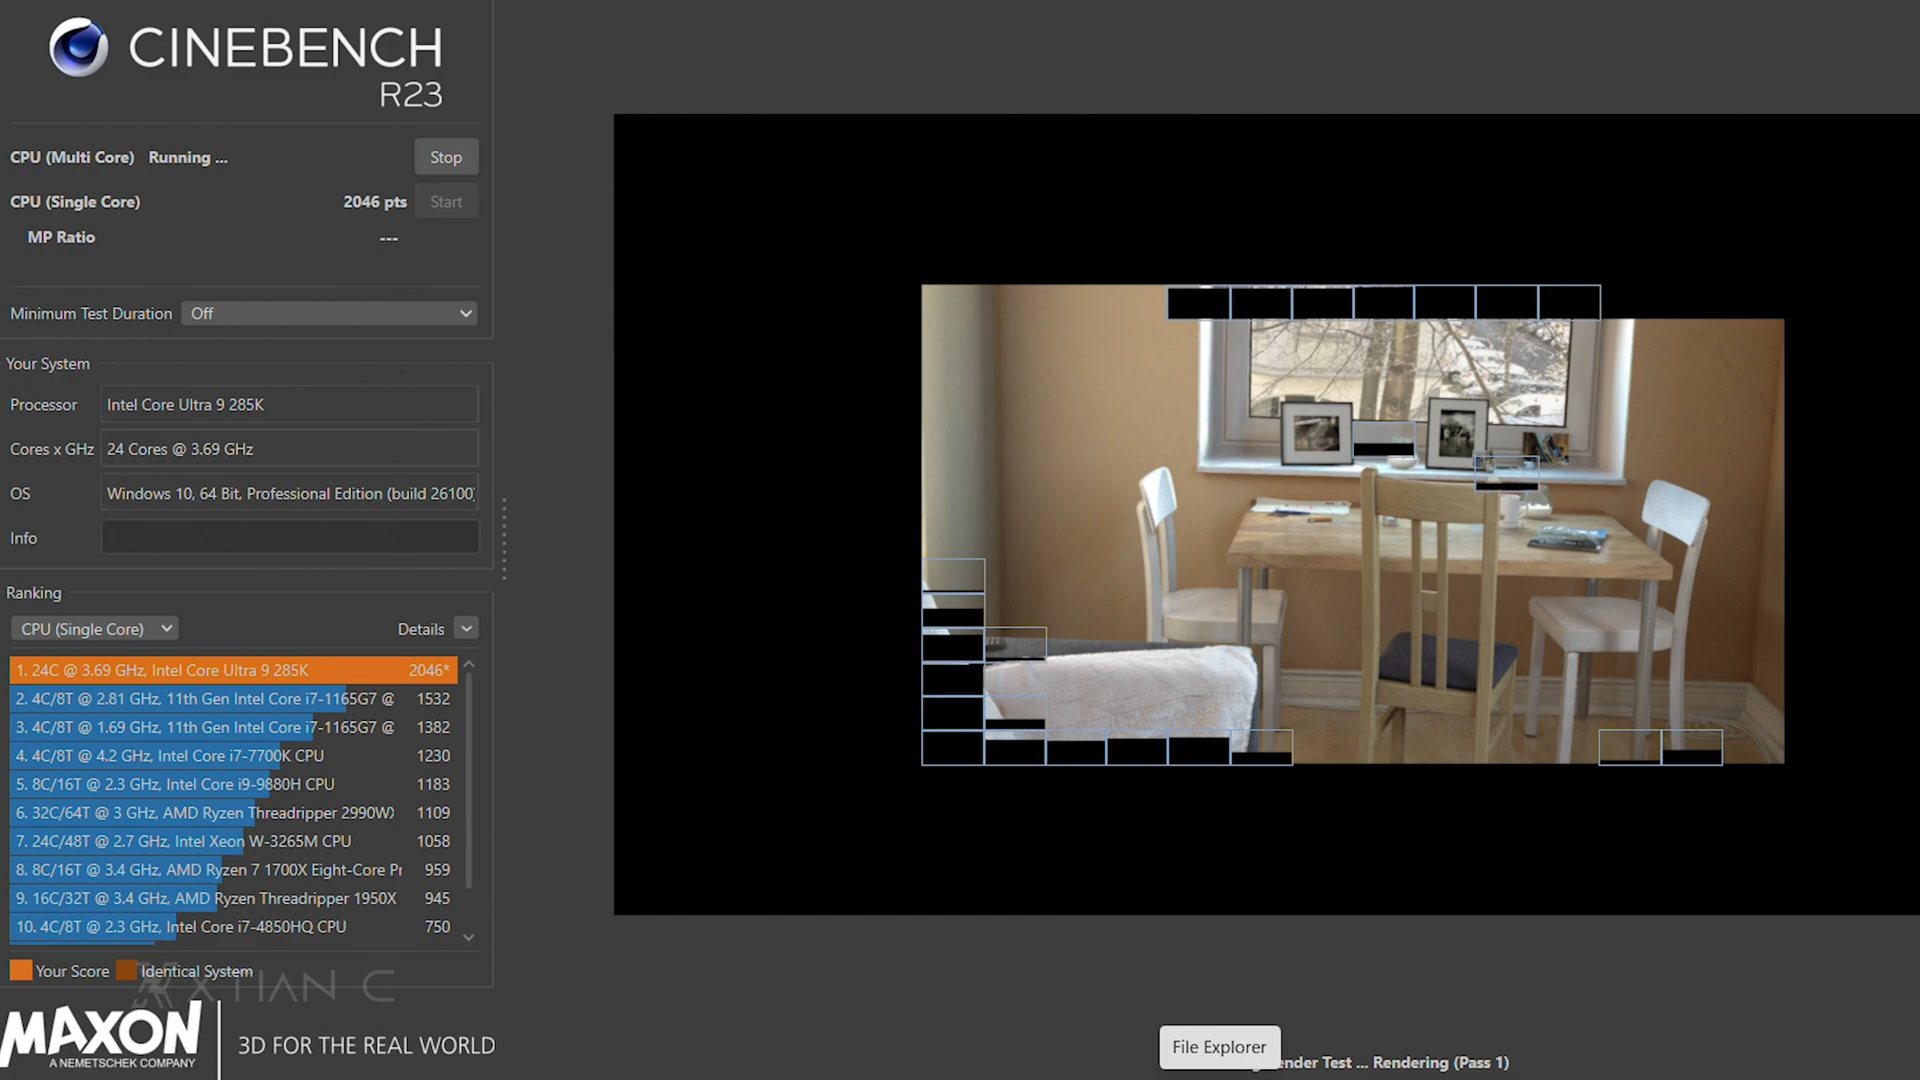 CINEBENCH
R23
CPU (Multi Core) Running ... Stop
CPU (Single Core) 2046 pts Start
MP Ratio ---
Minimum Test Duration Off
Your System
Processor Intel Core Ultra 9 285K
Cores x GHz 24 Cores @ 3.69 GHz
OS Windows 10, 64 Bit, Professional Edition (build 26100)
Info
Ranking
CPU (Single Core) Details
1. 24C @ 3.69 GHz, Intel Core Ultra 9 285K 2046*
2. 4C/8T @ 2.81 GHz, 11th Gen Intel Core i7-1165G7 @ 1532
3. 4C/8T @ 1.69 GHz, 11th Gen Intel Core i7-1165G7 @ 1382
4. 4C/8T @ 4.2 GHz, Intel Core i7-7700K CPU 1230
5. 8C/16T @ 2.3 GHz, Intel Core i9-9880H CPU 1183
6. 32C/64T @ 3 GHz, AMD Ryzen Threadripper 2990WX 1109
7. 24C/48T @ 2.7 GHz, Intel Xeon W-3265M CPU 1058
8. 8C/16T @ 3.4 GHz, AMD Ryzen 7 1700X Eight-Core Pr 959
9. 16C/32T @ 3.4 GHz, AMD Ryzen Threadripper 1950X 945
10. 4C/8T @ 2.3 GHz, Intel Core i7-4850HQ CPU 750
Your Score Identical System
XTIAN C
MAXON
A NEMETSCHEK COMPANY
3D FOR THE REAL WORLD
File Explorer
ender Test ... Rendering (Pass 1)